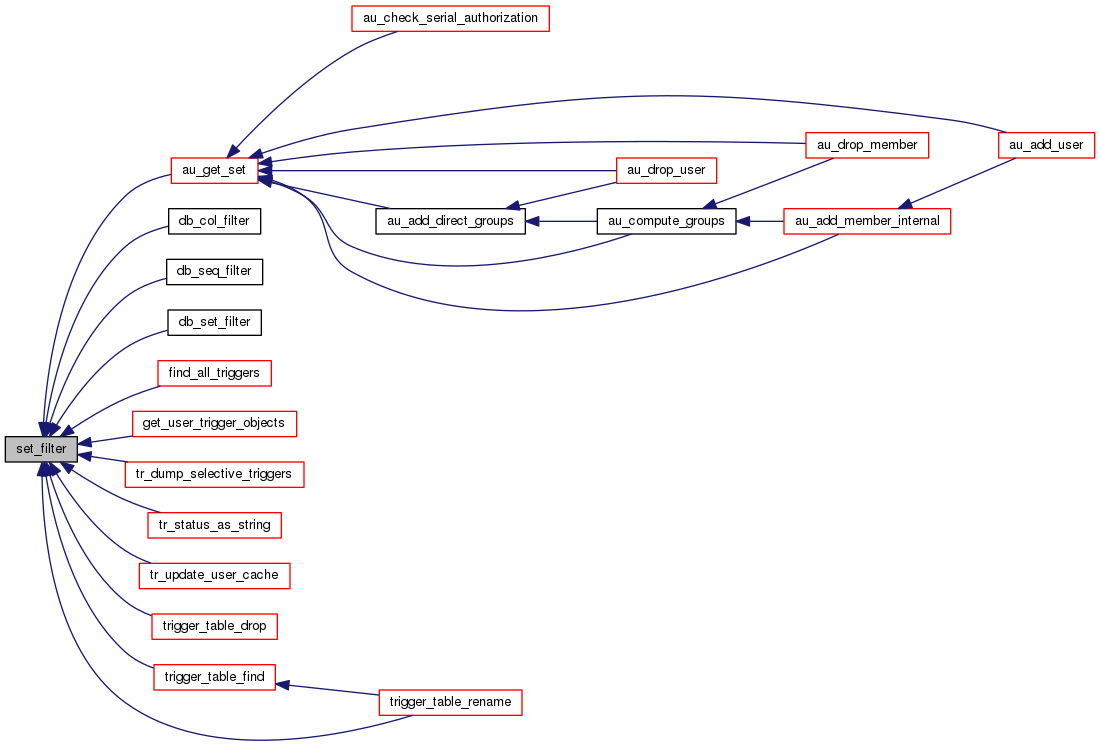 au_check_serial_authorization
au_get_set
au_add_user
au_drop_member
au_drop_user
au_add_direct_groups
au_compute_groups
au_add_member_internal
db_col_filter
db_seq_filter
db_set_filter
find_all_triggers
get_user_trigger_objects
set_filter
tr_dump_selective_triggers
tr_status_as_string
tr_update_user_cache
trigger_table_drop
trigger_table_find
trigger_table_rename